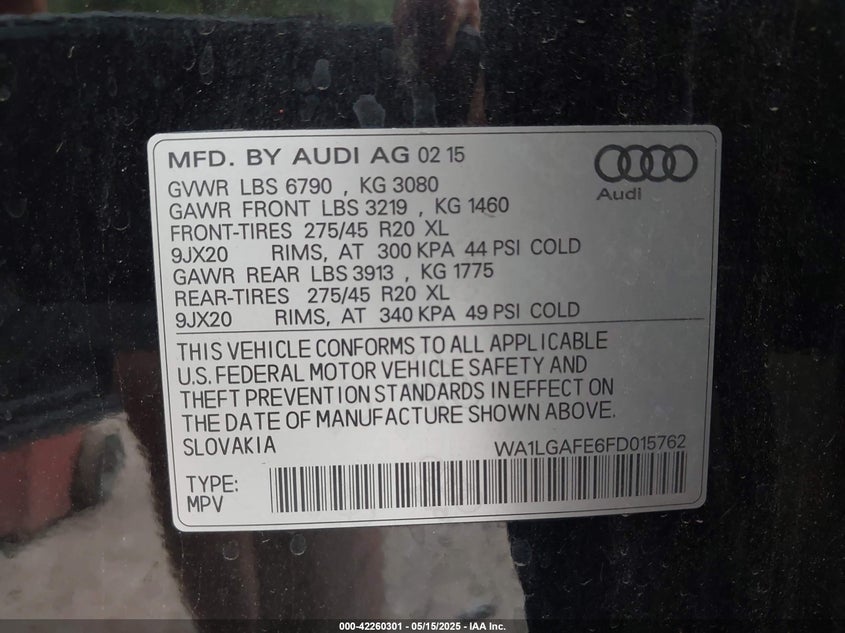 MFD. BY AUDI AG 02 15
Audi
GVWR LBS 6790 , KG 3080
GAWR FRONT LBS 3219 , KG 1460
FRONT-TIRES 275/45 R20 XL
9JX20 RIMS, AT 300 KPA 44 PSI COLD
GAWR REAR LBS 3913 , KG 1775
REAR-TIRES 275/45 R20 XL
9JX20 RIMS, AT 340 KPA 49 PSI COLD
THIS VEHICLE CONFORMS TO ALL APPLICABLE
U.S. FEDERAL MOTOR VEHICLE SAFETY AND
THEFT PREVENTION STANDARDS IN EFFECT ON
THE DATE OF MANUFACTURE SHOWN ABOVE.
SLOVAKIA WA1LGAFE6FD015762
TYPE:
MPV
000-42260301 - 05/15/2025 - IAA Inc.